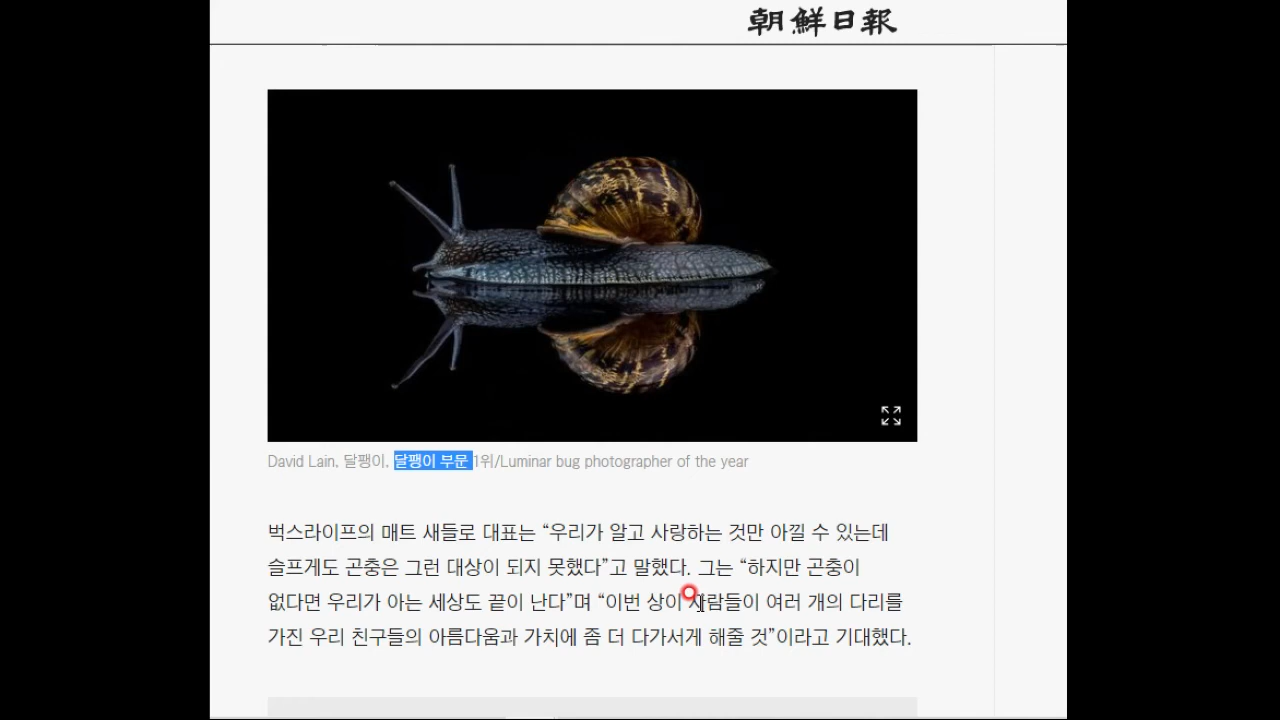 朝鮮日報
David Lain, 달팽이, 달팽이 부문 1위/Luminar bug photographer of the year
벅스라이프의 매트 새들로 대표는 “우리가 알고 사랑하는 것만 아낄 수 있는데
슬프게도 곤충은 그런 대상이 되지 못했다”고 말했다. 그는 “하지만 곤충이
없다면 우리가 아는 세상도 끝이 난다”며 “이번 상이 사람들이 여러 개의 다리를
가진 우리 친구들의 아름다움과 가치에 좀 더 다가서게 해줄 것”이라고 기대했다.